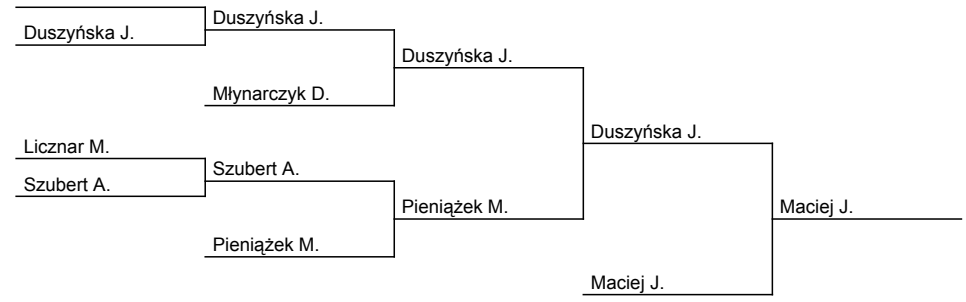 Duszyńska J.
Duszyńska J.
Duszyńska J.
Młynarczyk D.
Duszyńska J.
Licznar M.
Szubert A.
Szubert A.
Pieniążek M.
Maciej J.
Pieniążek M.
Maciej J.